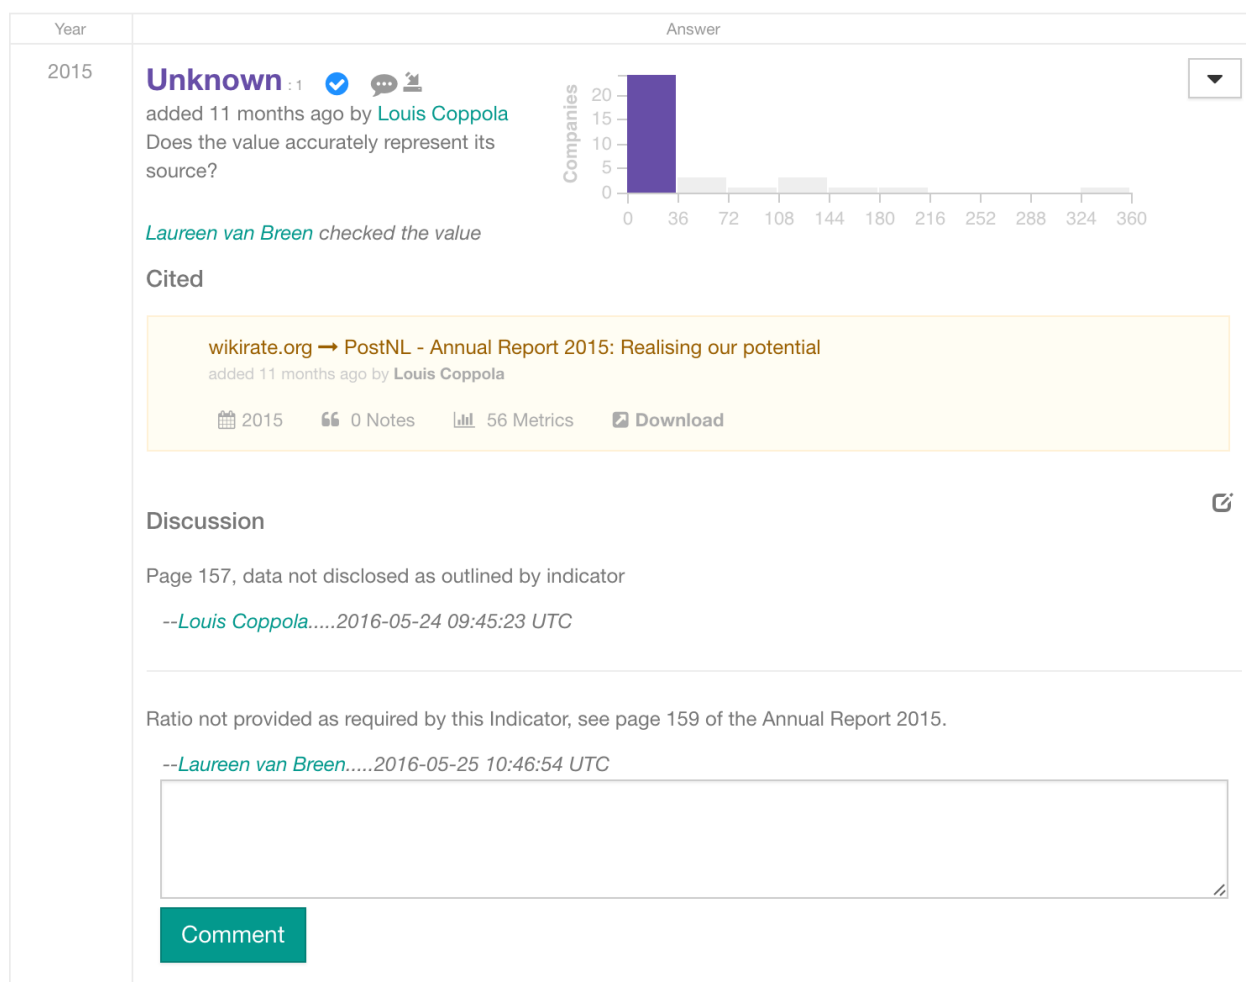 Year
Answer
2015
Unknown : 1
added 11 months ago by Louis Coppola
Does the value accurately represent its
source?
Laureen van Breen checked the value
Companies
20
15
10
5
0
0 36 72 108 144 180 216 252 288 324 360
Cited
wikirate.org → PostNL - Annual Report 2015: Realising our potential
added 11 months ago by Louis Coppola
2015 0 Notes 56 Metrics Download
Discussion
Page 157, data not disclosed as outlined by indicator
--Louis Coppola.....2016-05-24 09:45:23 UTC
Ratio not provided as required by this Indicator, see page 159 of the Annual Report 2015.
--Laureen van Breen.....2016-05-25 10:46:54 UTC
Comment